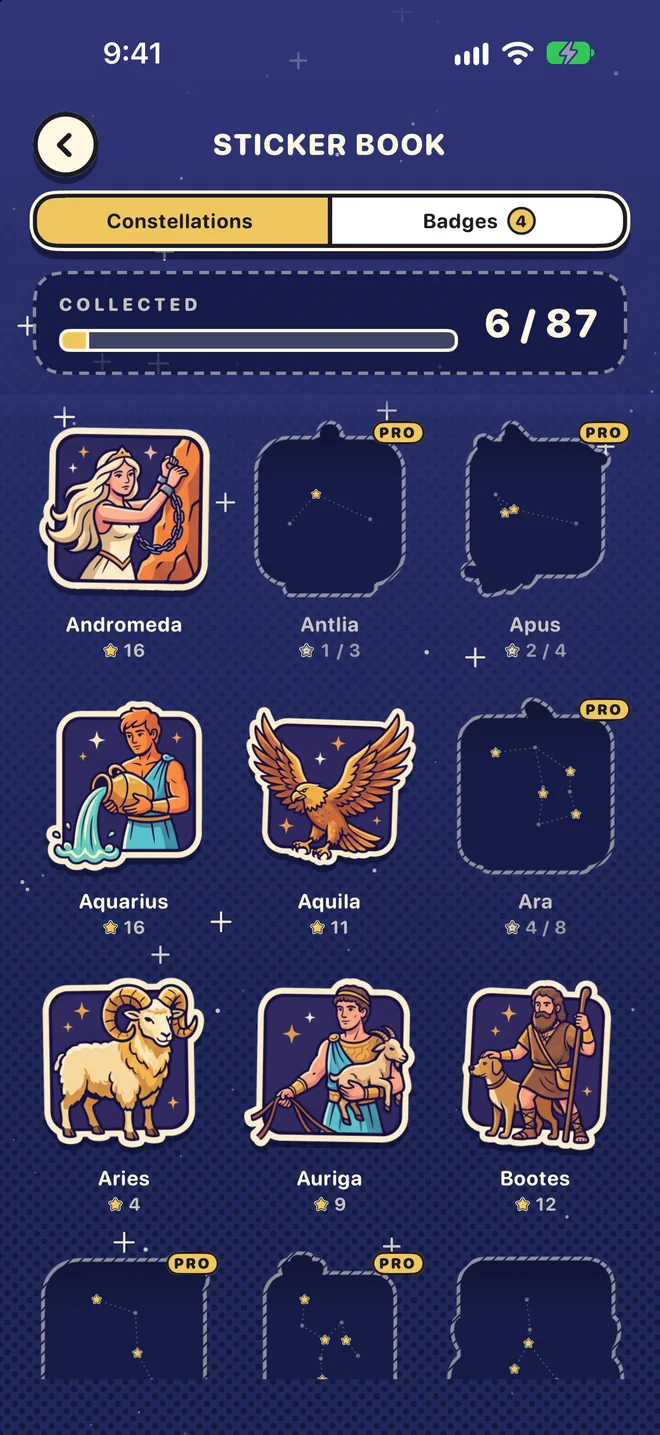 9:41
STICKER BOOK
Constellations
Badges 4
COLLECTED
6 / 87
PRO
PRO
Andromeda
Antlia
Apus
16
1 / 3
2 / 4
PRO
Aquarius
Aquila
Ara
16
11
4 / 8
Aries
Auriga
Bootes
4
9
12
PRO
PRO